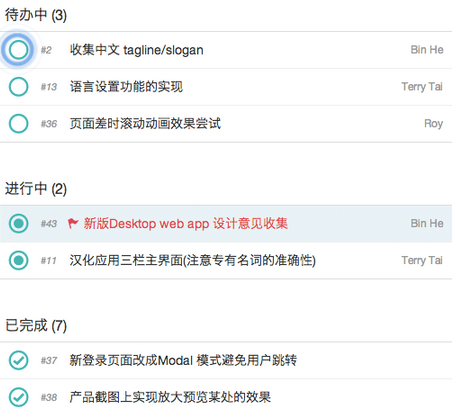 待办中 (3)
#2 收集中文 tagline/slogan Bin He
#13 语言设置功能的实现 Terry Tai
#36 页面差时滚动动画效果尝试 Roy
进行中 (2)
#43 新版Desktop web app 设计意见收集 Bin He
#11 汉化应用三栏主界面(注意专有名词的准确性) Terry Tai
已完成 (7)
#37 新登录页面改成Modal 模式避免用户跳转
#38 产品截图上实现放大预览某处的效果